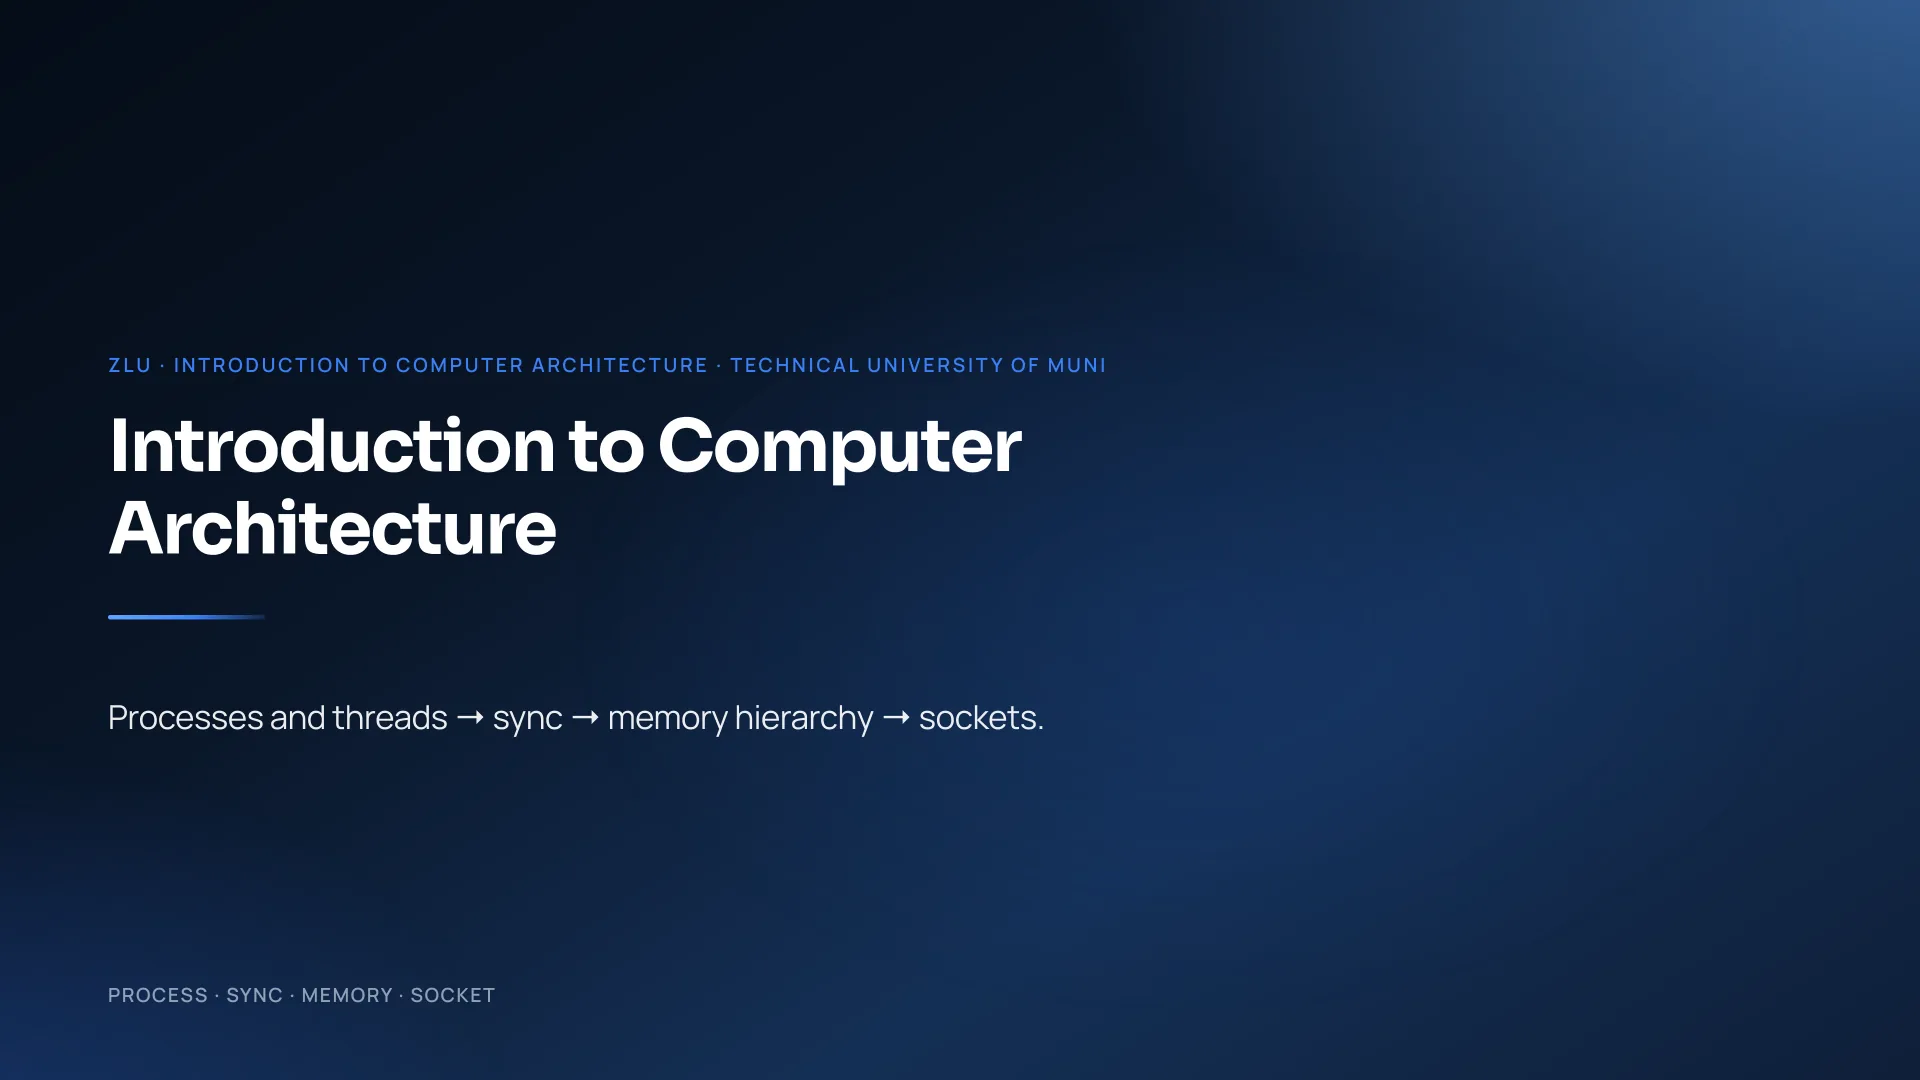 ZLU · INTRODUCTION TO COMPUTER ARCHITECTURE · TECHNICAL UNIVERSITY OF MUNI
Introduction to Computer
Architecture
Processes and threads → sync → memory hierarchy → sockets.
PROCESS · SYNC · MEMORY · SOCKET